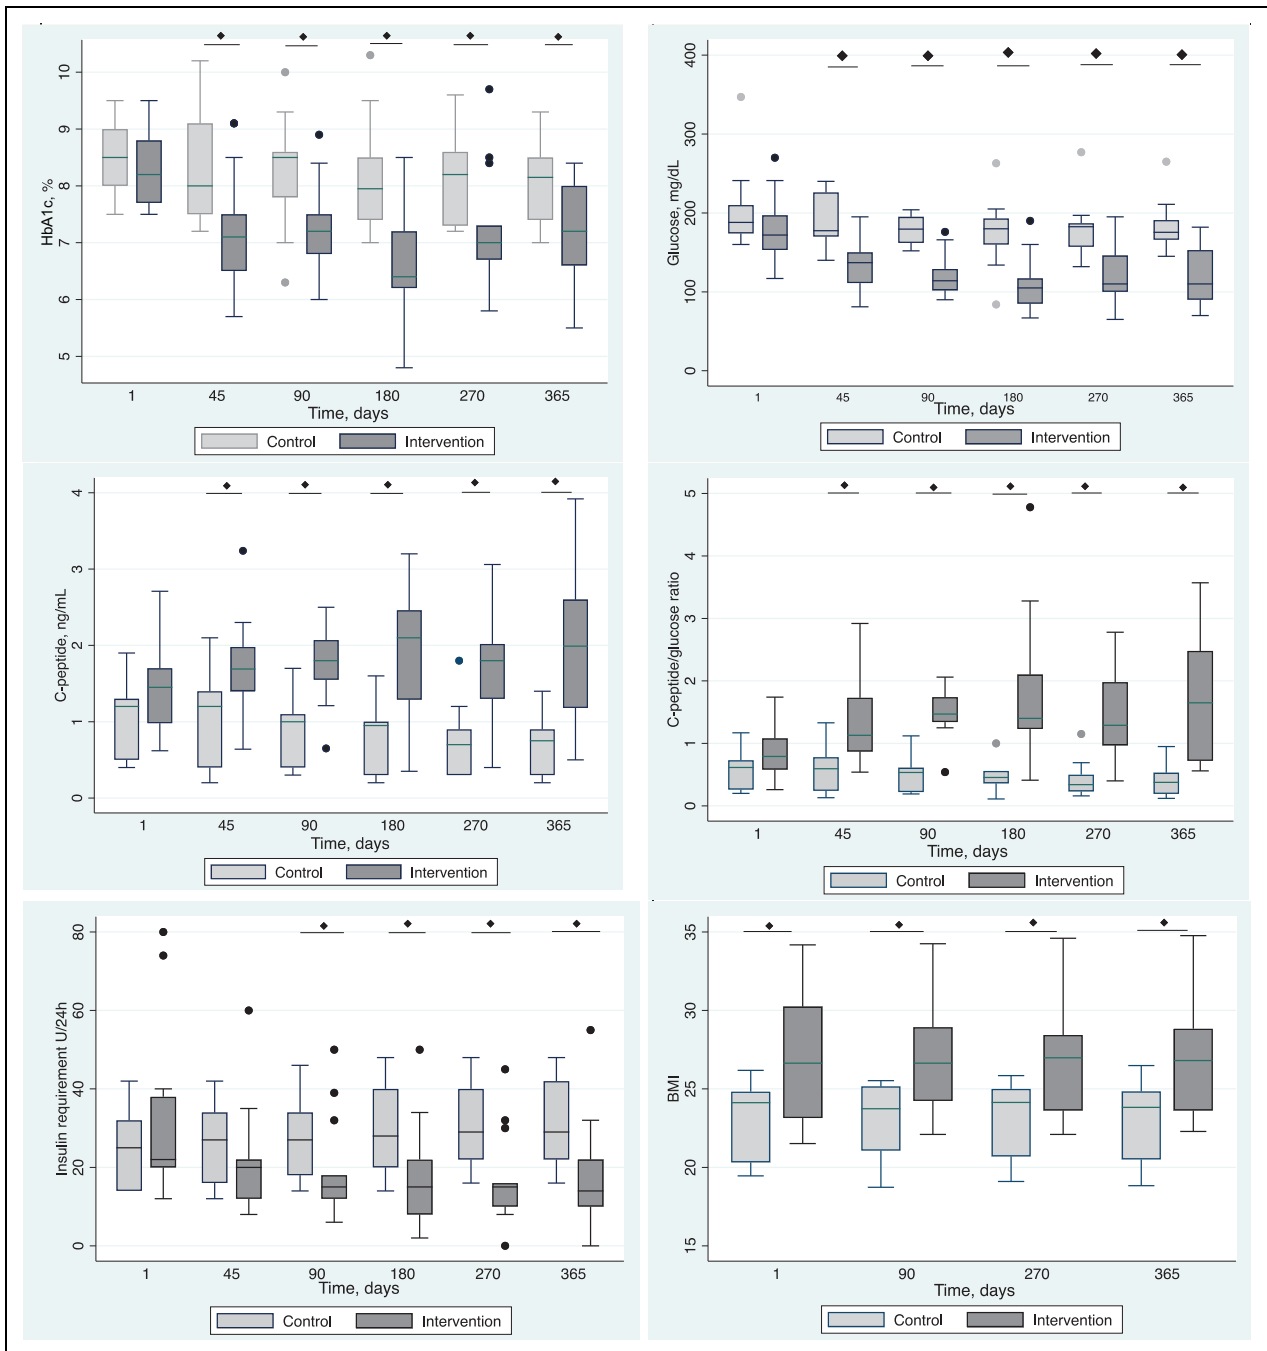 HbA1c, %
10
9
8
7
6
5
1 45 90 180 270 365
Time, days
Control Intervention
Glucose, mg/dL
400
300
200
100
0
1 45 90 180 270 365
Time, days
Control Intervention
C-peptide, ng/mL
4
3
2
1
0
1 45 90 180 270 365
Time, days
Control Intervention
C-peptide/glucose ratio
5
4
3
2
1
0
1 45 90 180 270 365
Time, days
Control Intervention
Insulin requirement U/24h
80
60
40
20
0
1 45 90 180 270 365
Time, days
Control Intervention
BMI
35
30
25
20
15
1 90 270 365
Time, days
Control Intervention